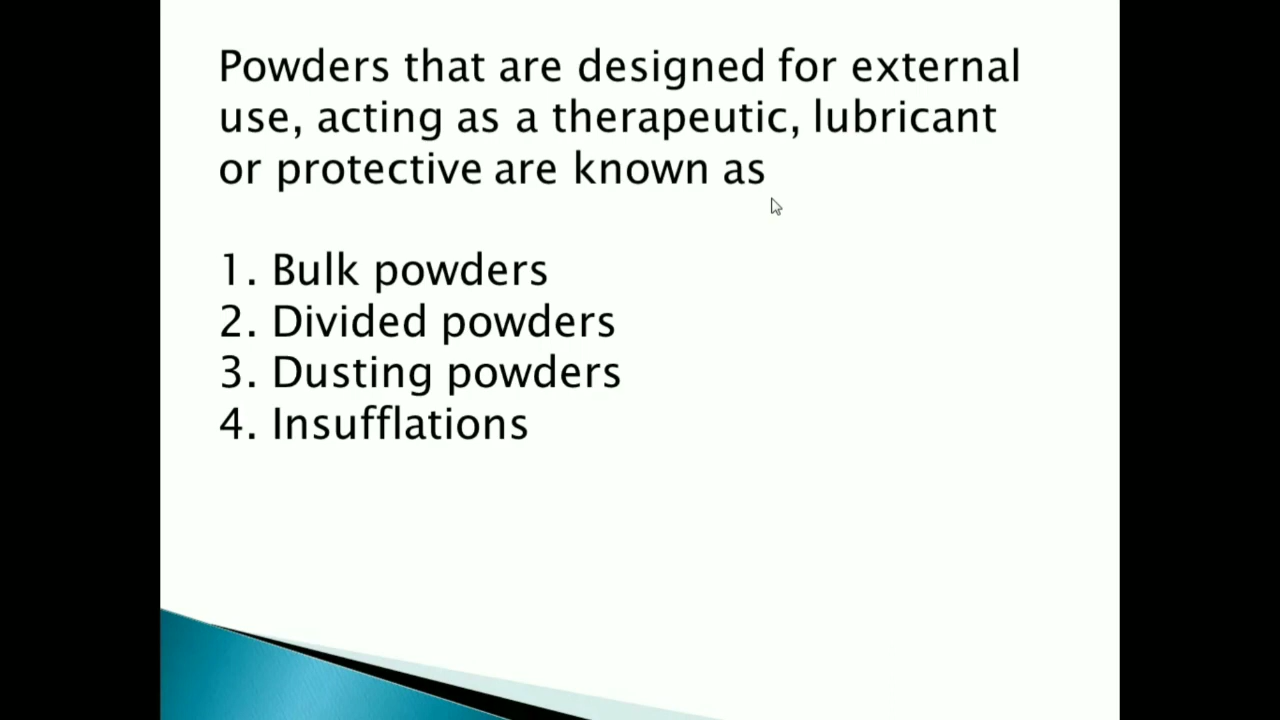 Powders that are designed for external
use, acting as a therapeutic, lubricant
or protective are known as
1. Bulk powders
2. Divided powders
3. Dusting powders
4. Insufflations